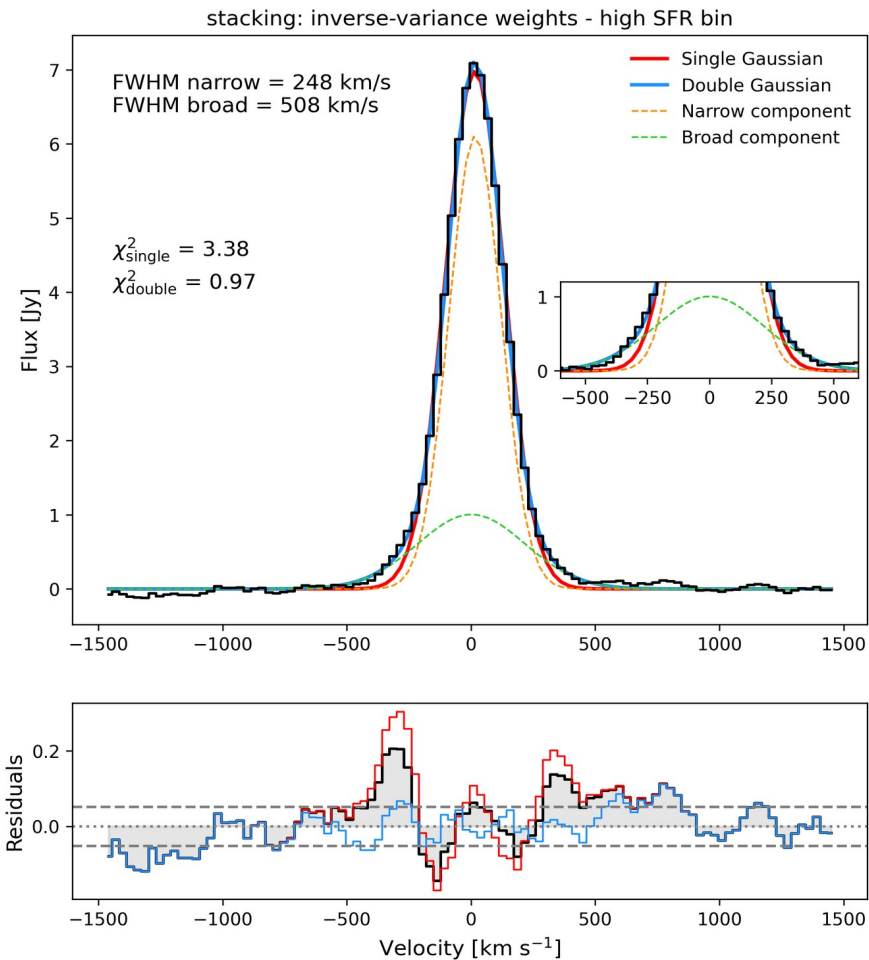 stacking: inverse-variance weights - high SFR bin
FWHM narrow = 248 km/s
FWHM broad = 508 km/s
Single Gaussian
Double Gaussian
Narrow component
Broad component
χ²single = 3.38
χ²double = 0.97
Flux [Jy]
7
6
5
4
3
2
1
0
1
0
−500 −250 0 250 500
−1500 −1000 −500 0 500 1000 1500
Residuals
0.2
0.0
−1500 −1000 −500 0 500 1000 1500
Velocity [km s⁻¹]